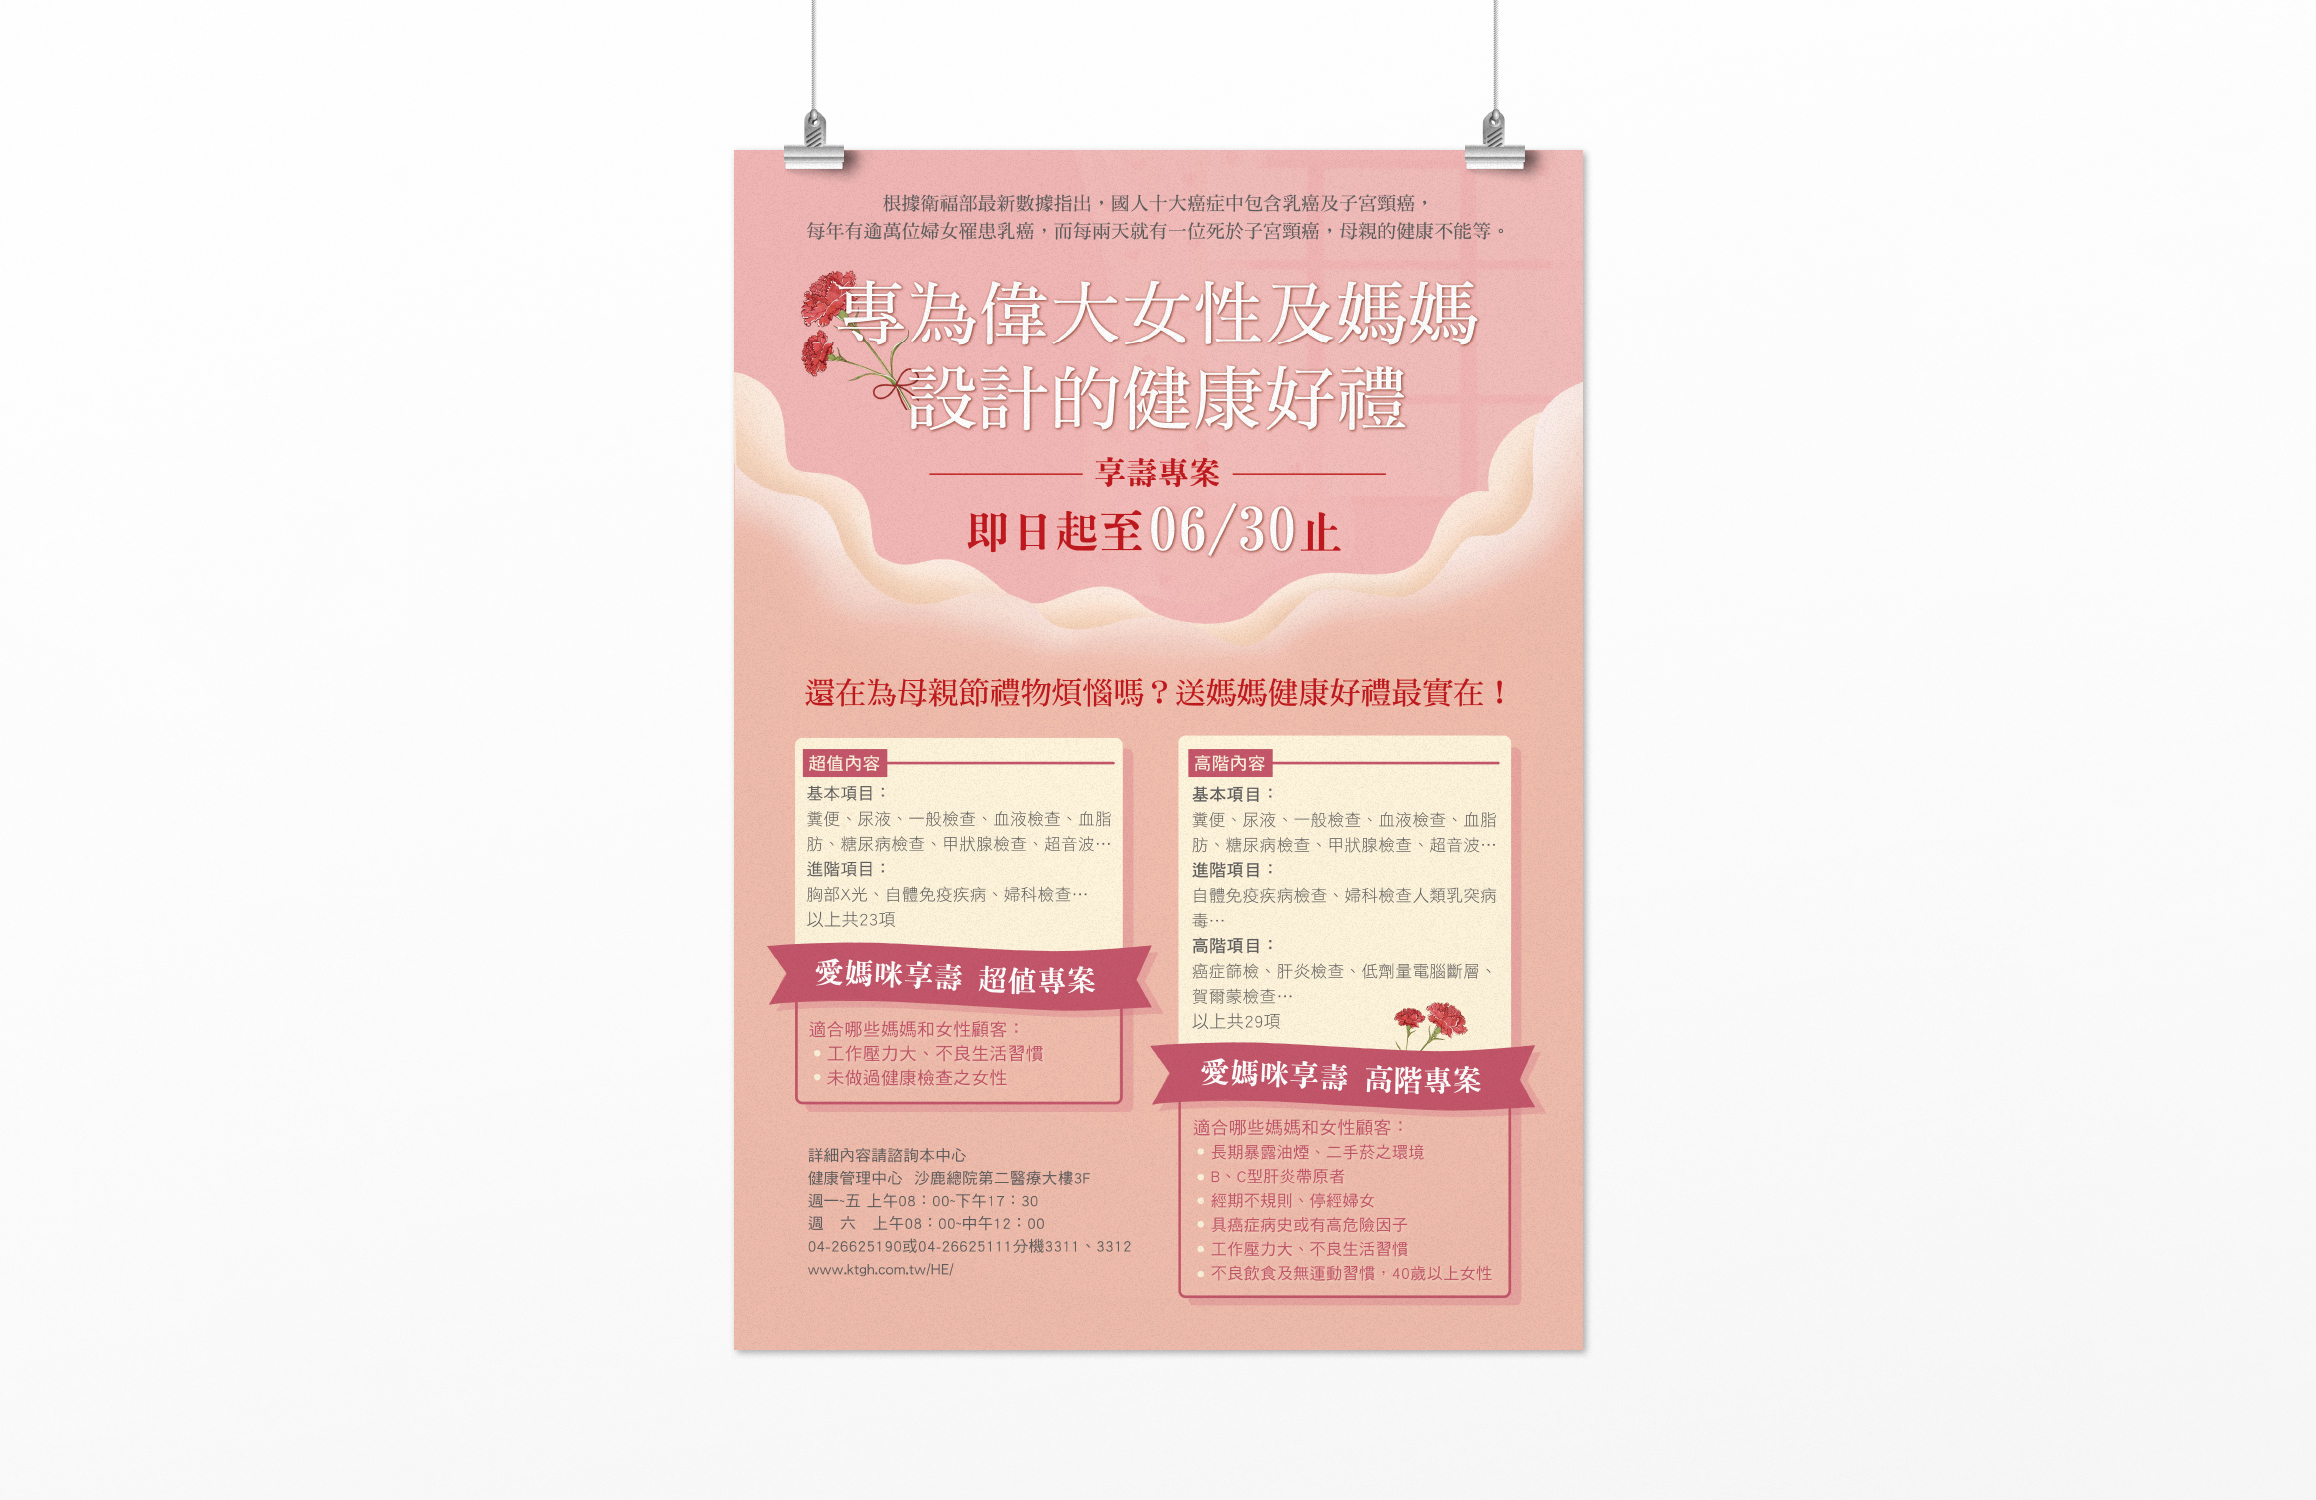 根據衛福部最新數據指出，國人十大癌症中包含乳癌及子宮頸癌，
每年有逾萬位婦女罹患乳癌，而每兩天就有一位死於子宮頸癌，母親的健康不能等。
專為偉大女性及媽媽
設計的健康好禮
享壽專案
即日起至06/30止
還在為母親節禮物煩惱嗎？送媽媽健康好禮最實在！
超值內容
基本項目：
糞便、尿液、一般檢查、血液檢查、血脂
肪、糖尿病檢查、甲狀腺檢查、超音波⋯
進階項目：
胸部X光、自體免疫疾病、婦科檢查⋯
以上共23項
愛媽咪享壽 超值專案
適合哪些媽媽和女性顧客：
• 工作壓力大、不良生活習慣
• 未做過健康檢查之女性
詳細內容請諮詢本中心
健康管理中心 沙鹿總院第二醫療大樓3F
週一~五 上午08：00~下午17：30
週 六 上午08：00~中午12：00
04-26625190或04-26625111分機3311、3312
www.ktgh.com.tw/HE/
高階內容
基本項目：
糞便、尿液、一般檢查、血液檢查、血脂
肪、糖尿病檢查、甲狀腺檢查、超音波⋯
進階項目：
自體免疫疾病檢查、婦科檢查人類乳突病
毒⋯
高階項目：
癌症篩檢、肝炎檢查、低劑量電腦斷層、
賀爾蒙檢查⋯
以上共29項
愛媽咪享壽 高階專案
適合哪些媽媽和女性顧客：
• 長期暴露油煙、二手菸之環境
• B、C型肝炎帶原者
• 經期不規則、停經婦女
• 具癌症病史或有高危險因子
• 工作壓力大、不良生活習慣
• 不良飲食及無運動習慣，40歲以上女性